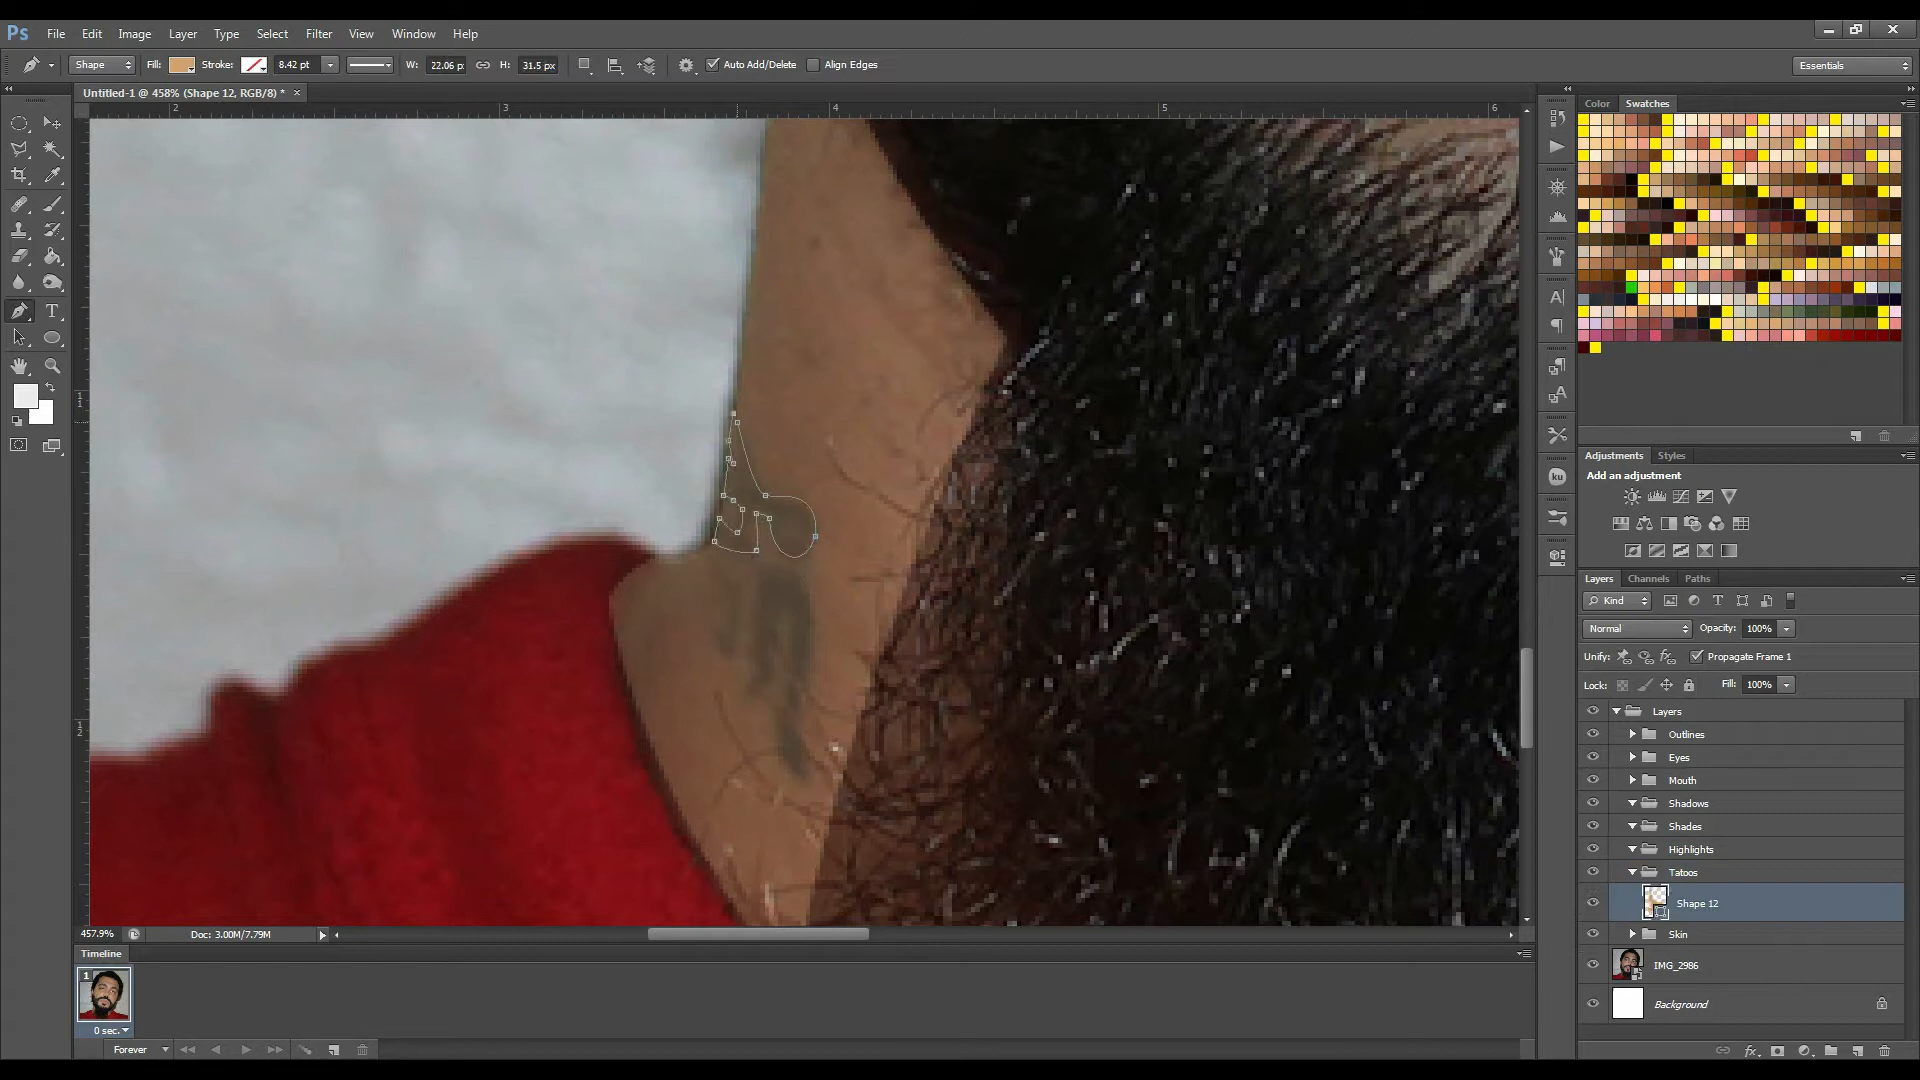 Ps File Edit Image Layer Type Select Filter View Window Help
Shape Fill: Stroke: 8.42 pt W: 22.06 p H: 31.5 px Auto Add/Delete Align Edges Essentials
Untitled-1 @ 458% (Shape 12, RGB/8) * ×
2 3 4 5 6
Color Swatches
11
12
Adjustments Styles
Add an adjustment
ku
Layers Channels Paths
Kind
Normal Opacity: 100%
Unify: Propagate Frame 1
Lock: Fill: 100%
Layers
Outlines
Eyes
Mouth
Shadows
Shades
Highlights
Tatoos
Shape 12
Skin
IMG_2986
Background
457.9% Doc: 3.00M/7.79M
Timeline
1
0 sec.
Forever
fx